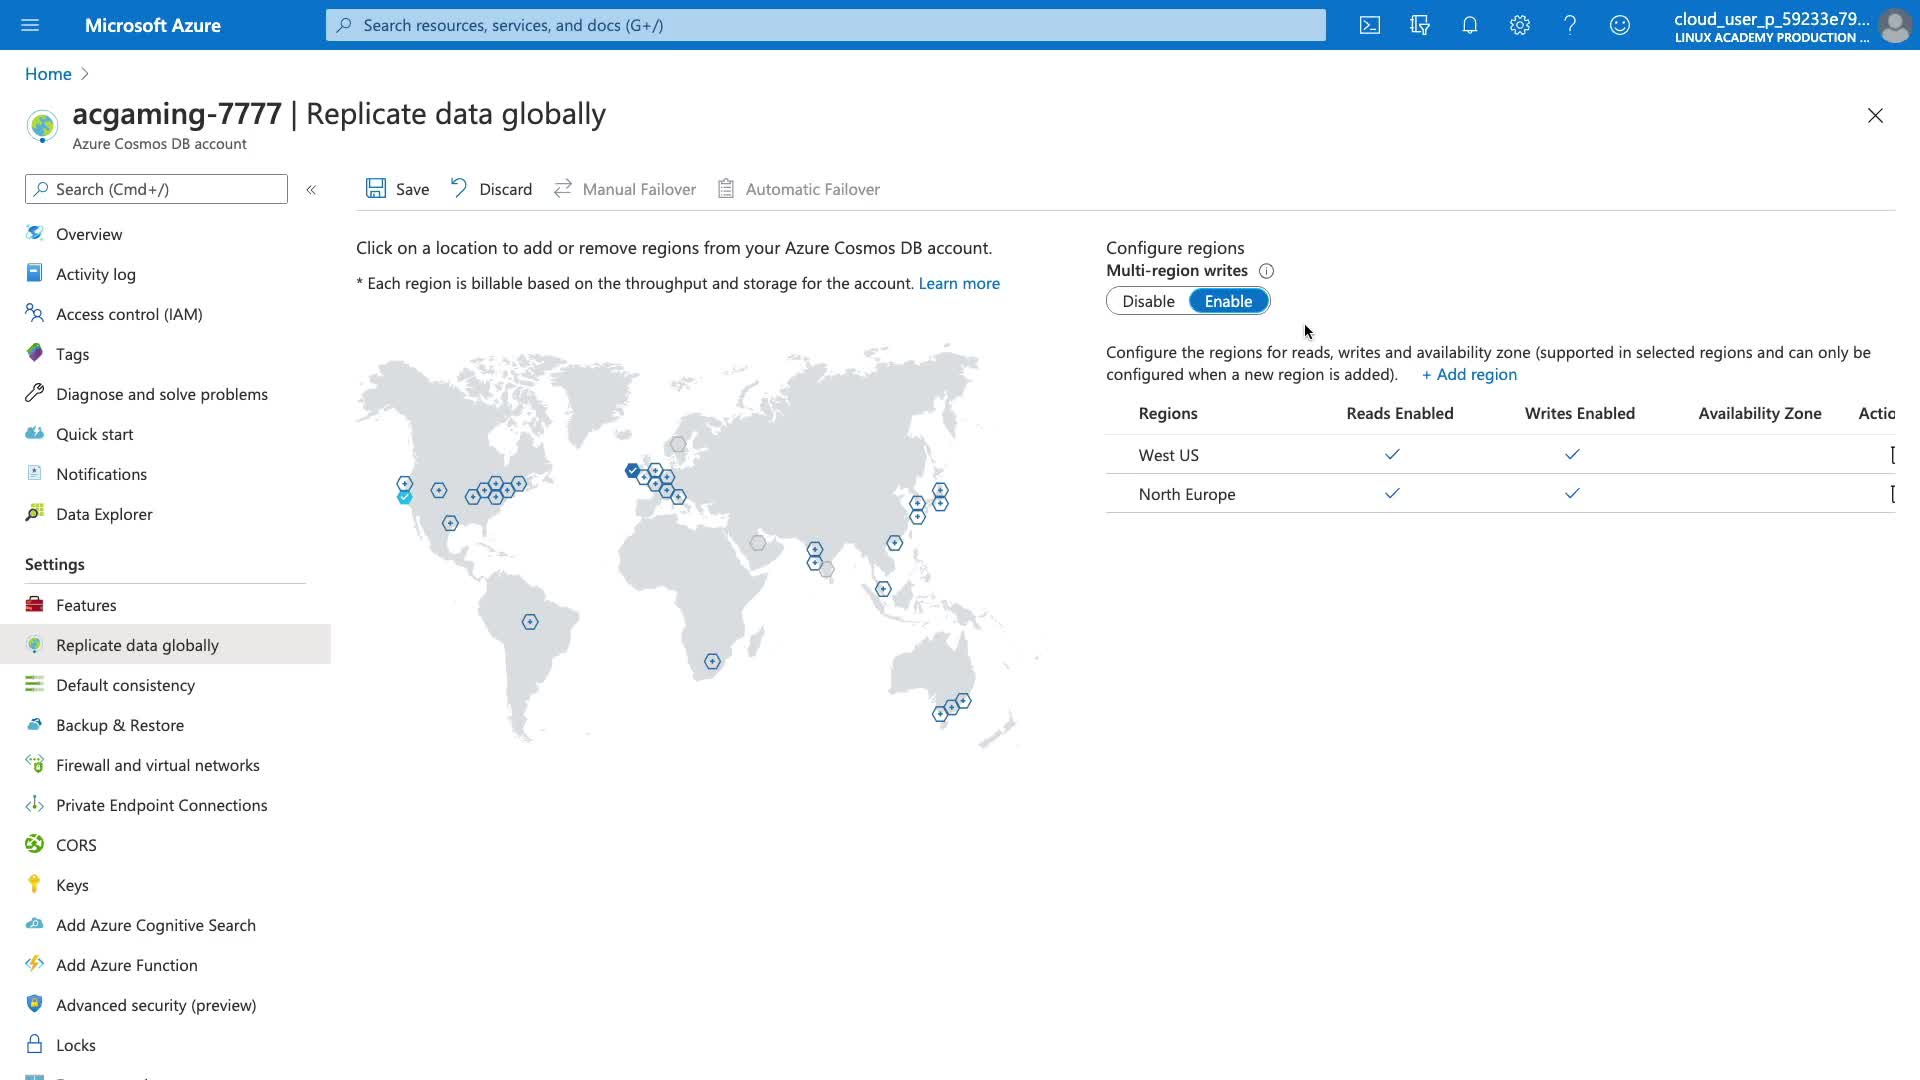 Microsoft Azure
Search resources, services, and docs (G+/)
cloud_user_p_59233e79...
LINUX ACADEMY PRODUCTION ...
Home
acgaming-7777 | Replicate data globally
Azure Cosmos DB account
Search (Cmd+/)
Overview
Activity log
Access control (IAM)
Tags
Diagnose and solve problems
Quick start
Notifications
Data Explorer
Settings
Features
Replicate data globally
Default consistency
Backup & Restore
Firewall and virtual networks
Private Endpoint Connections
CORS
Keys
Add Azure Cognitive Search
Add Azure Function
Advanced security (preview)
Locks
Save Discard Manual Failover Automatic Failover
Click on a location to add or remove regions from your Azure Cosmos DB account.
* Each region is billable based on the throughput and storage for the account. Learn more
Configure regions
Multi-region writes
Disable Enable
Configure the regions for reads, writes and availability zone (supported in selected regions and can only be
configured when a new region is added). + Add region
Regions Reads Enabled Writes Enabled Availability Zone Actio
West US
North Europe